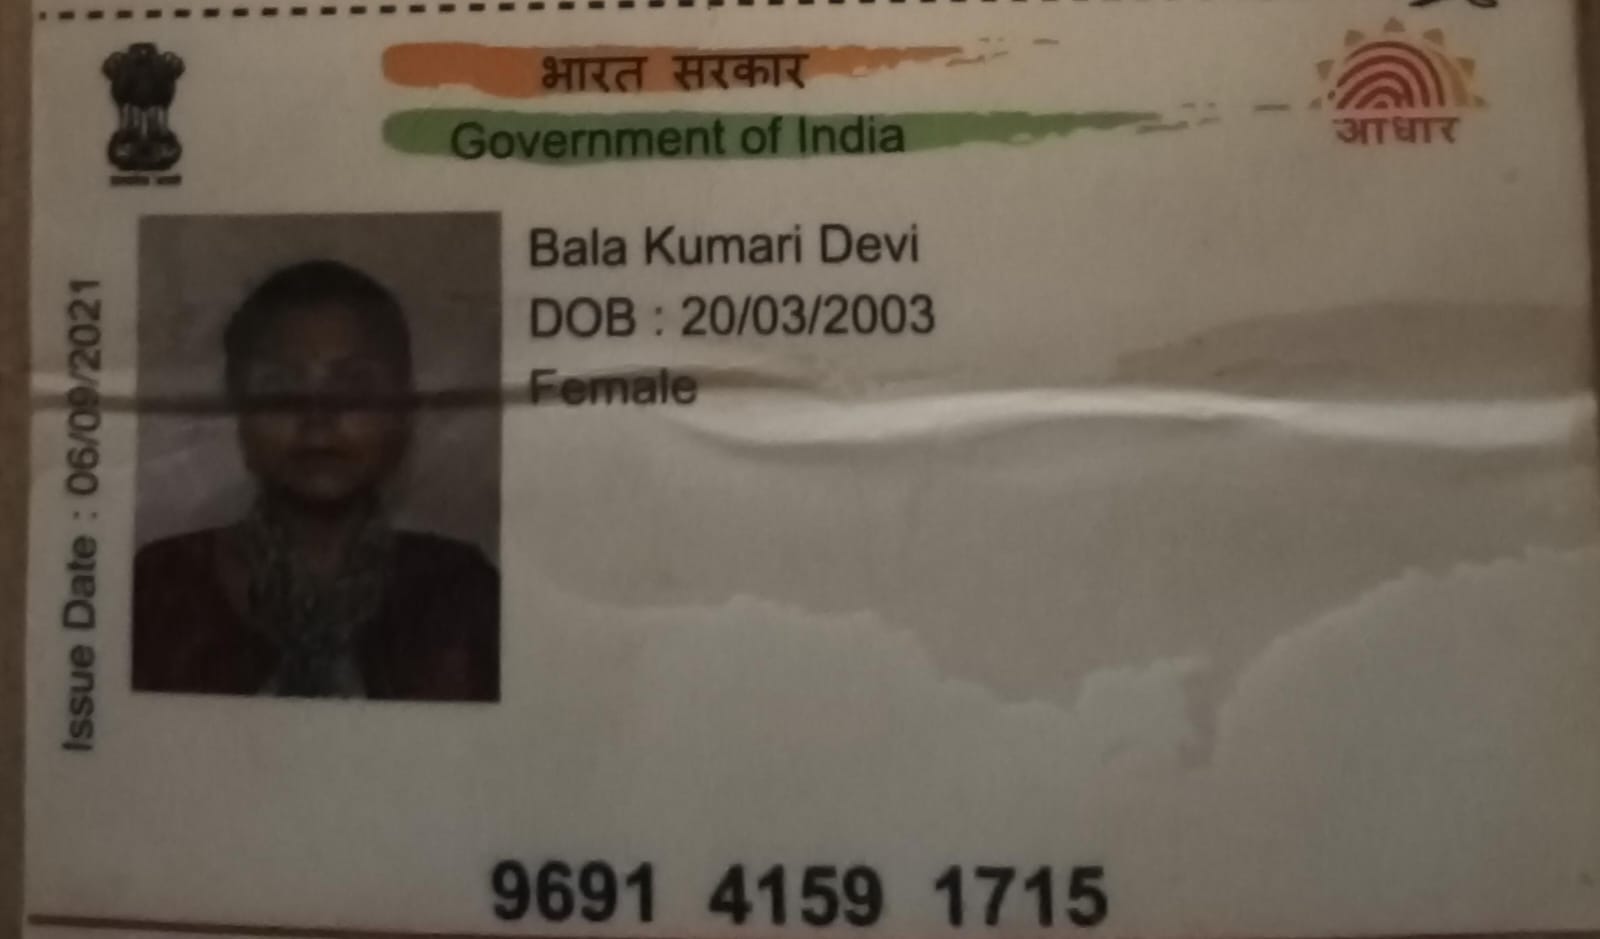 भारत सरकार
Government of India
आधार
Issue Date : 06/09/2021
Bala Kumari Devi
DOB : 20/03/2003
Female
9691 4159 1715